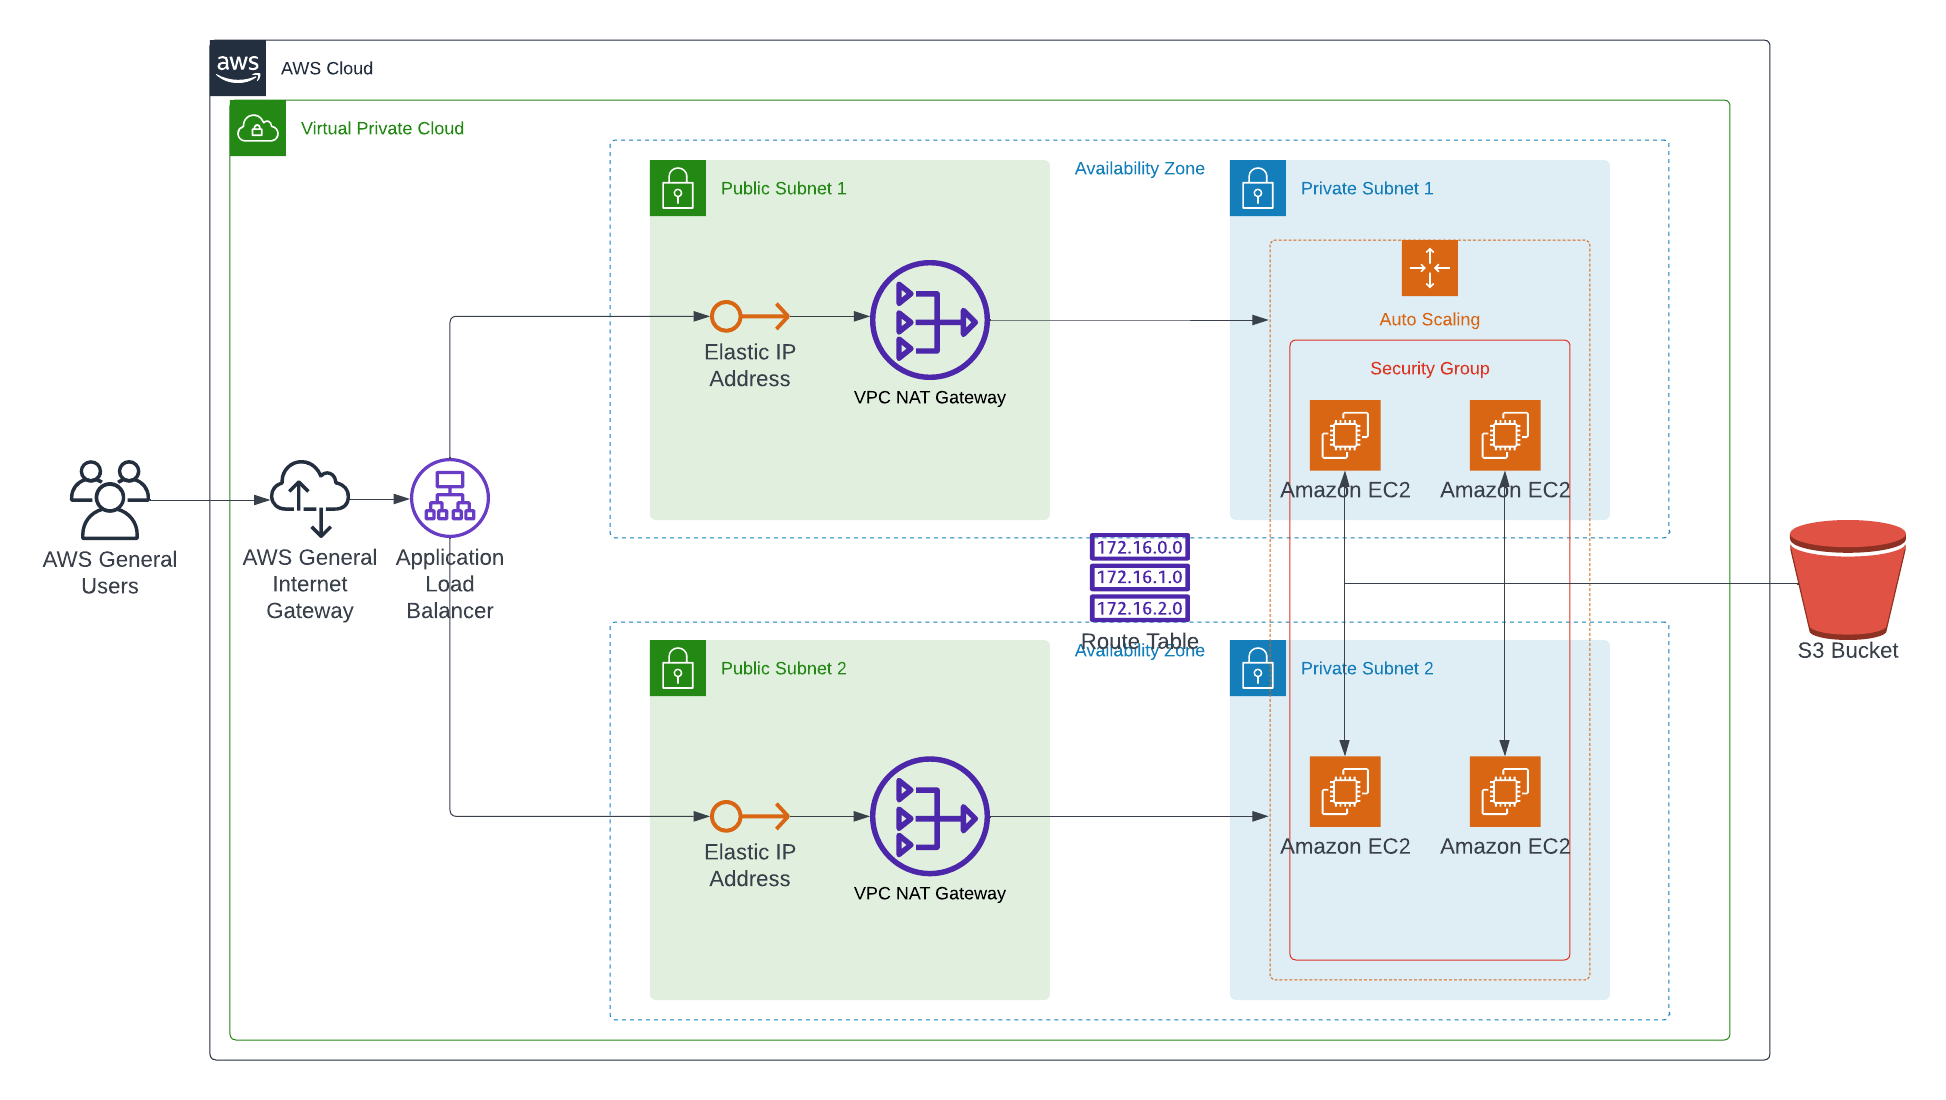 aws
AWS Cloud
Virtual Private Cloud
Availability Zone
Public Subnet 1
Private Subnet 1
Auto Scaling
Elastic IP
Address
VPC NAT Gateway
Security Group
Amazon EC2
Amazon EC2
AWS General
Users
AWS General
Internet
Gateway
Application
Load
Balancer
172.16.0.0
172.16.1.0
172.16.2.0
Route Table
S3 Bucket
Availability Zone
Public Subnet 2
Private Subnet 2
Elastic IP
Address
VPC NAT Gateway
Amazon EC2
Amazon EC2